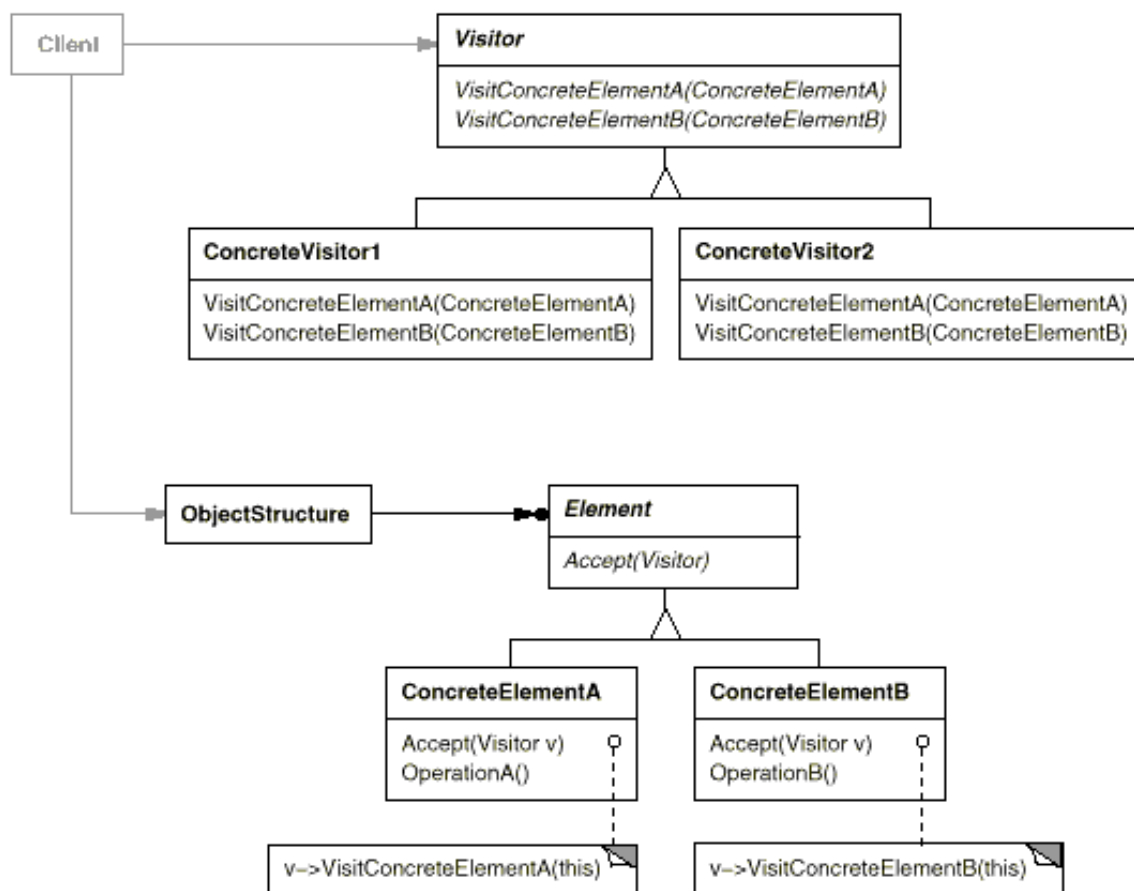 Client
Visitor
VisitConcreteElementA(ConcreteElementA)
VisitConcreteElementB(ConcreteElementB)
ConcreteVisitor1
VisitConcreteElementA(ConcreteElementA)
VisitConcreteElementB(ConcreteElementB)
ConcreteVisitor2
VisitConcreteElementA(ConcreteElementA)
VisitConcreteElementB(ConcreteElementB)
ObjectStructure
Element
Accept(Visitor)
ConcreteElementA
Accept(Visitor v)
OperationA()
ConcreteElementB
Accept(Visitor v)
OperationB()
v–>VisitConcreteElementA(this)
v–>VisitConcreteElementB(this)